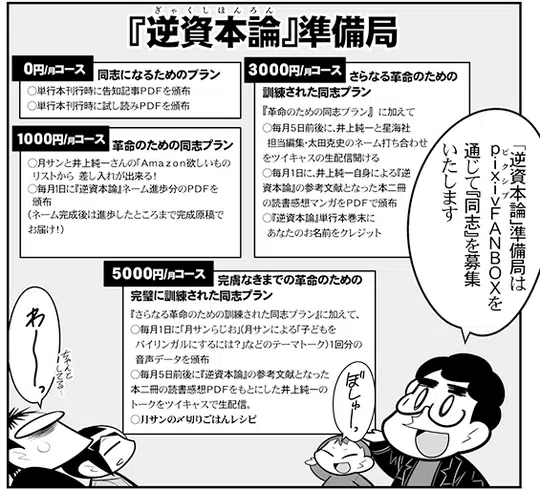 ぎゃくしほんろん
『逆資本論』準備局
0円/月コース
同志になるためのプラン
○単行本刊行時に告知記事PDFを頒布
○単行本刊行時に試し読みPDFを頒布
1000円/月コース
革命のための同志プラン
○月サンと井上純一さんの「Amazon欲しいもの
リストから 差し入れが出来る!
○毎月1日に『逆資本論』ネーム進歩分のPDFを
頒布
(ネーム完成後は進歩したところまで完成原稿で
お届け!)
3000円/月コース
さらなる革命のための
訓練された同志プラン
『革命のための同志プラン』に加えて
○毎月5日前後に、井上純一と星海社
担当編集・太田克史のネーム打ち合わせ
をツイキャスの生配信聞ける
○毎月1日に、井上純一自身による『逆
資本論』の参考文献となった本二冊
の読書感想マンガをPDFで頒布
○『逆資本論』単行本巻末に
あなたのお名前をクレジット
5000円/月コース
完膚なきまでの革命のための
完璧に訓練された同志プラン
『さらなる革命のための訓練された同志プラン』に加えて、
○毎月1日に「月サンらじお」(月サンによる「子どもを
バイリンガルにするには?」などのテーマトーク)1回分の
音声データを頒布
○毎月5日前後に『逆資本論』の参考文献となった
本二冊の読書感想PDFをもとにした井上純一の
トークをツイキャスで生配信。
○月サンの〆切りごはんレシピ
『逆資本論』準備局は
ピクシブ
pixivFANBOXを
通じて『同志』を募集
いたします
ぼしゅーっ
わーーっ
ちゃんと
してるー